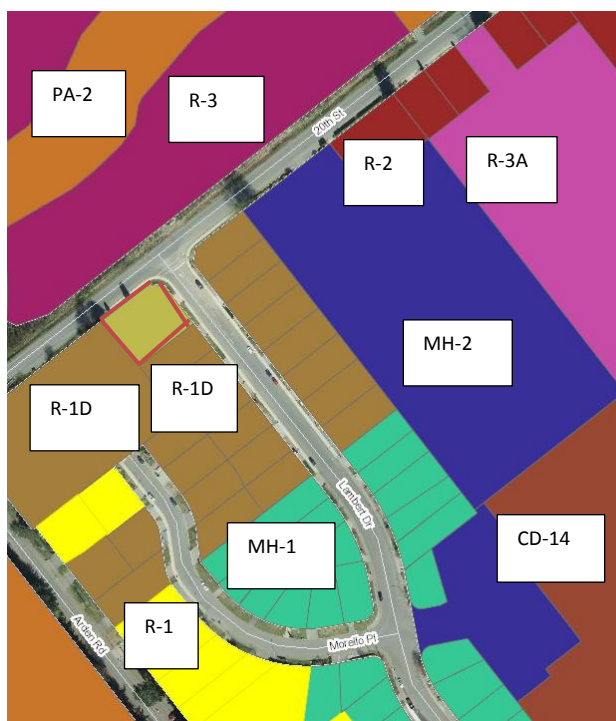 PA-2
R-3
20th St
R-2
R-3A
MH-2
R-1D
R-1D
Lambert Dr
MH-1
CD-14
R-1
Arden Rd
Morello Pl